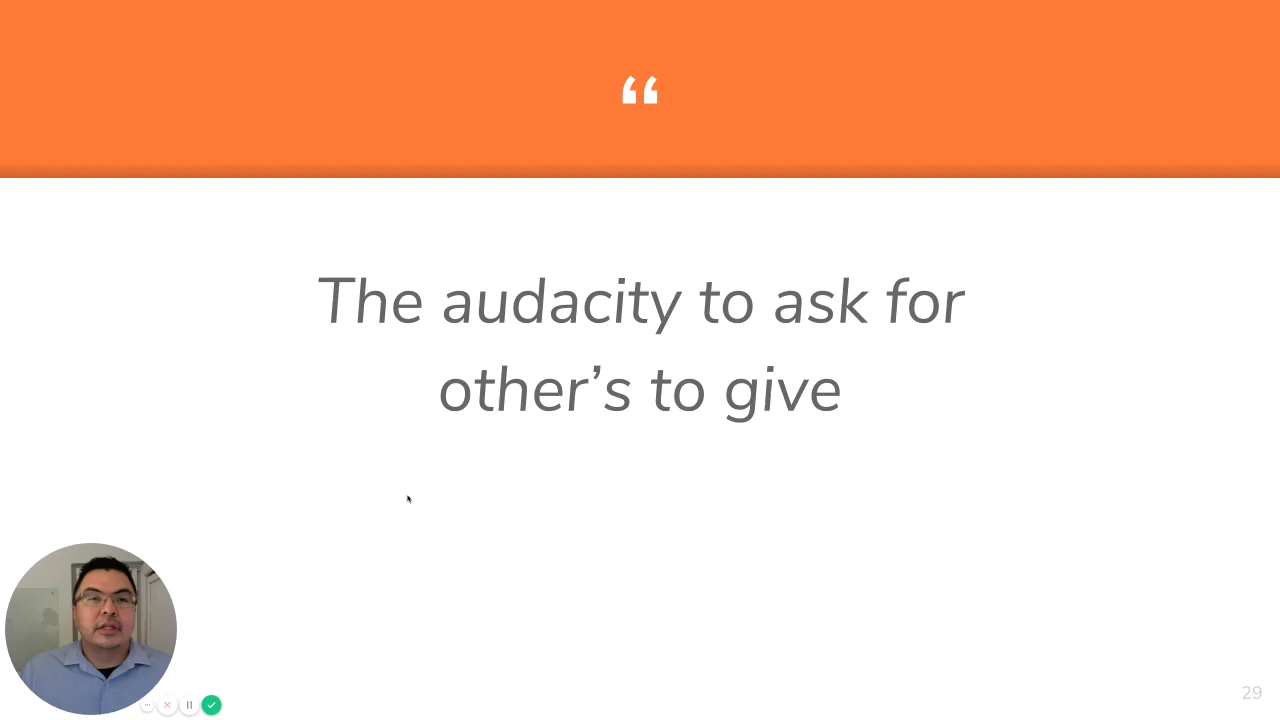 “
The audacity to ask for
other’s to give
29